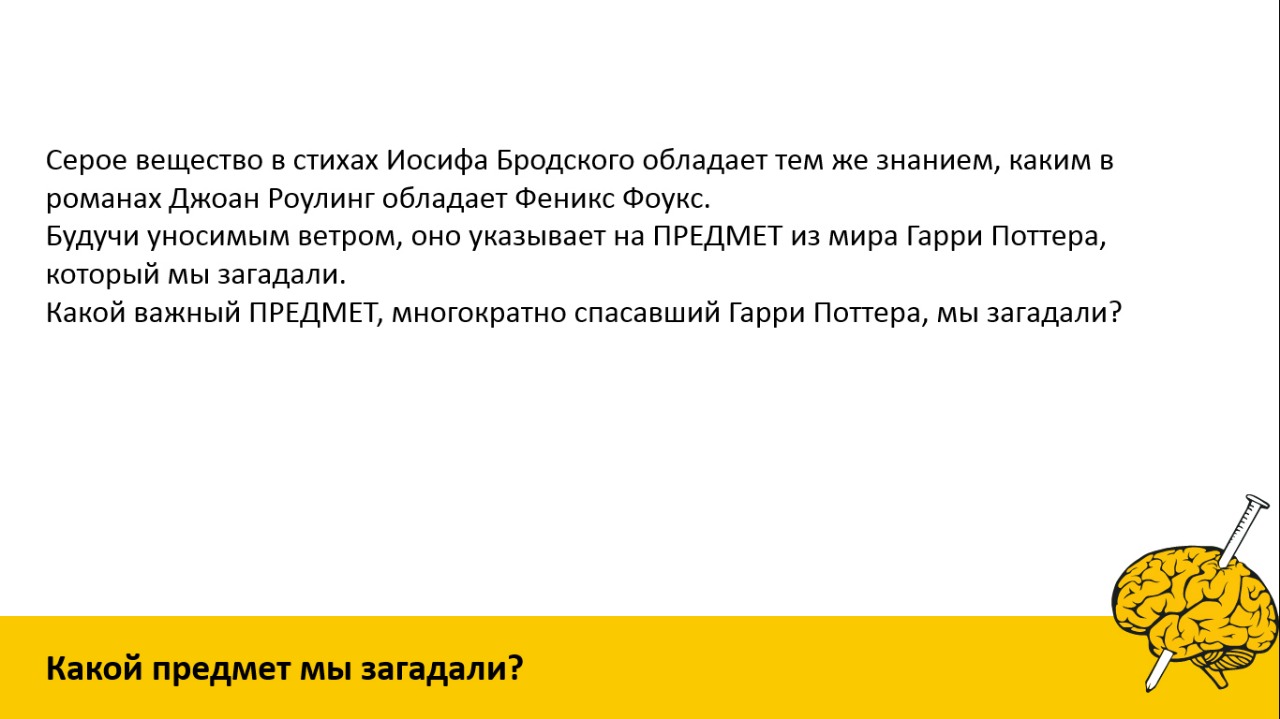 Серое вещество в стихах Иосифа Бродского обладает тем же знанием, каким в
романах Джоан Роулинг обладает Феникс Фоукс.
Будучи уносимым ветром, оно указывает на ПРЕДМЕТ из мира Гарри Поттера,
который мы загадали.
Какой важный ПРЕДМЕТ, многократно спасавший Гарри Поттера, мы загадали?
Какой предмет мы загадали?